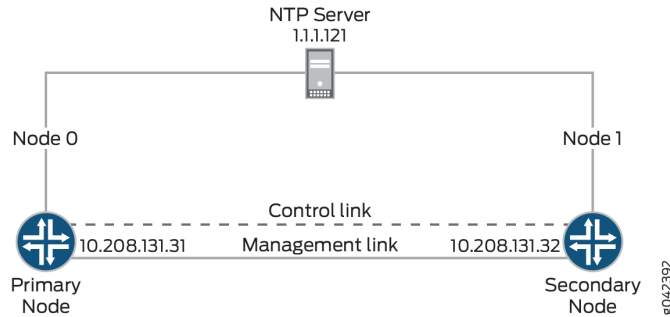 NTP Server
1.1.1.121
Node 0
Node 1
Control link
10.208.131.31
Management link
10.208.131.32
Primary
Node
Secondary
Node
g042392